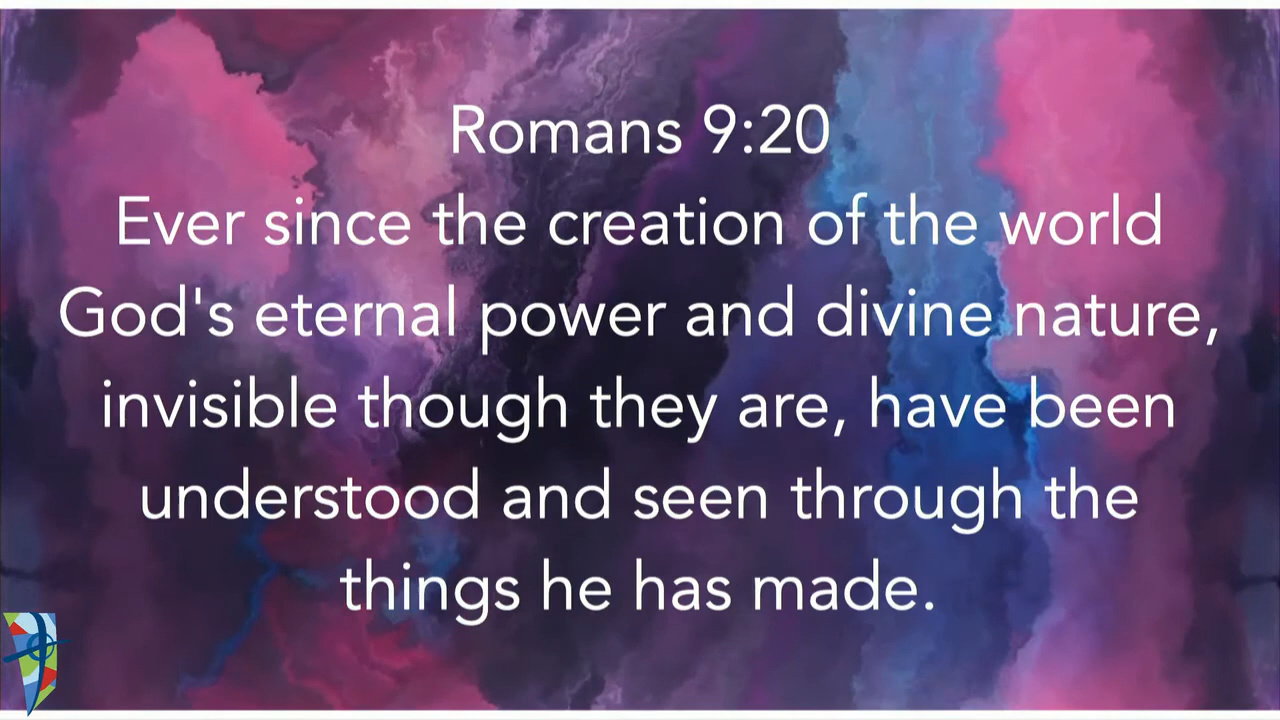 Romans 9:20
Ever since the creation of the world
God's eternal power and divine nature,
invisible though they are, have been
understood and seen through the
things he has made.